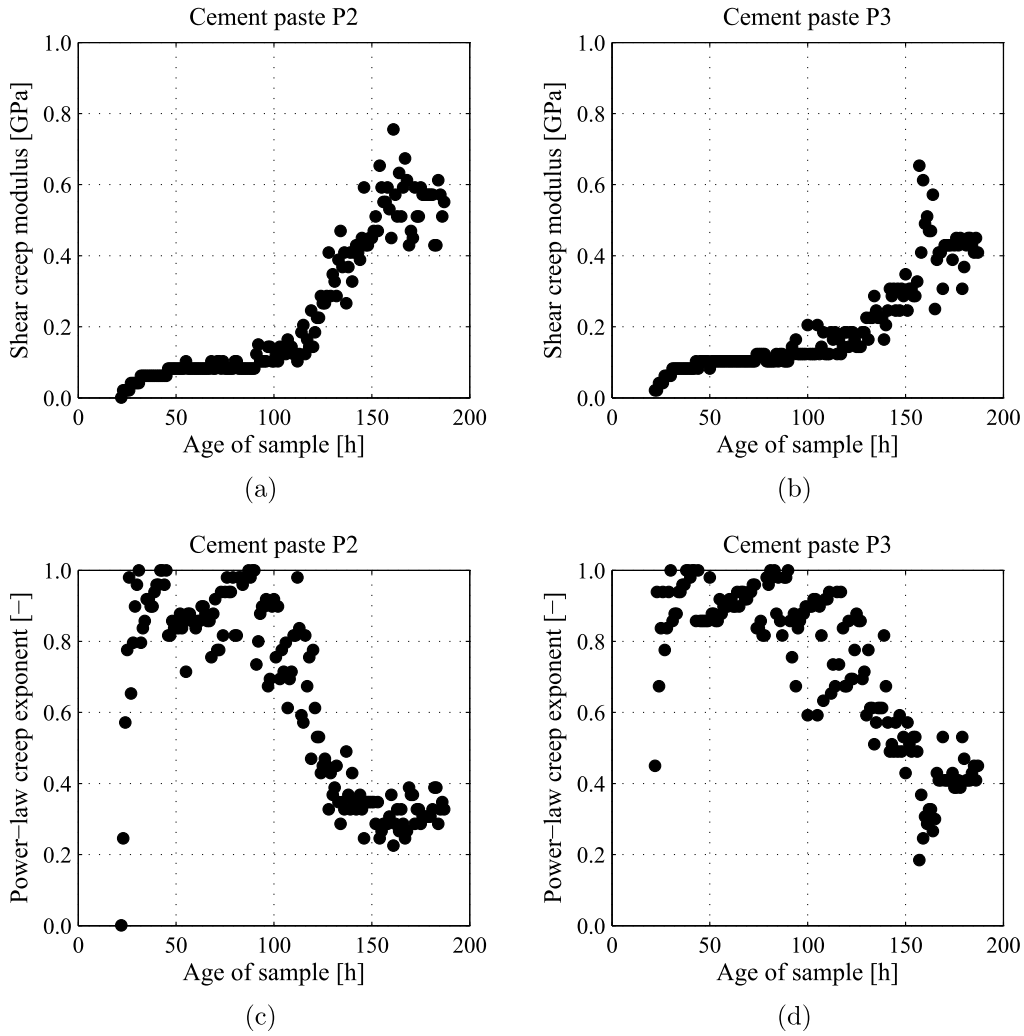 Cement paste P2
Shear creep modulus [GPa]
1.0
0.8
0.6
0.4
0.2
0.0
0 50 100 150 200
Age of sample [h]
(a)
Cement paste P3
Shear creep modulus [GPa]
1.0
0.8
0.6
0.4
0.2
0.0
0 50 100 150 200
Age of sample [h]
(b)
Cement paste P2
Power−law creep exponent [−]
1.0
0.8
0.6
0.4
0.2
0.0
0 50 100 150 200
Age of sample [h]
(c)
Cement paste P3
Power−law creep exponent [−]
1.0
0.8
0.6
0.4
0.2
0.0
0 50 100 150 200
Age of sample [h]
(d)